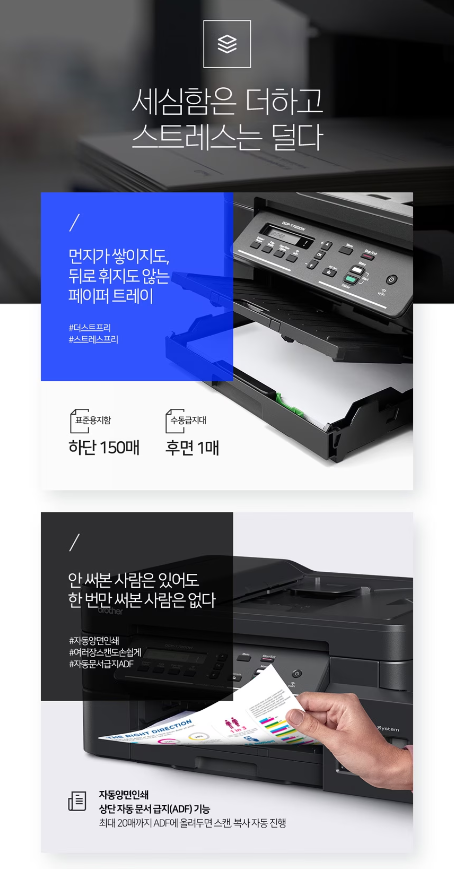 세심함은 더하고
스트레스는 덜다
먼지가 쌓이지도,
뒤로 휘지도 않는
페이퍼 트레이
#더스트프리
#스트레스프리
표준용지함
하단 150매
수동급지대
후면 1매
안 써본 사람은 있어도
한 번만 써본 사람은 없다
brother
#자동양면인쇄
#여러장스캔도손쉽게
#자동문서급지ADF
THE RIGHT DIRECTION
System
자동양면인쇄
상단 자동 문서 급지(ADF) 기능
최대 20매까지 ADF에 올려두면 스캔, 복사 자동 진행